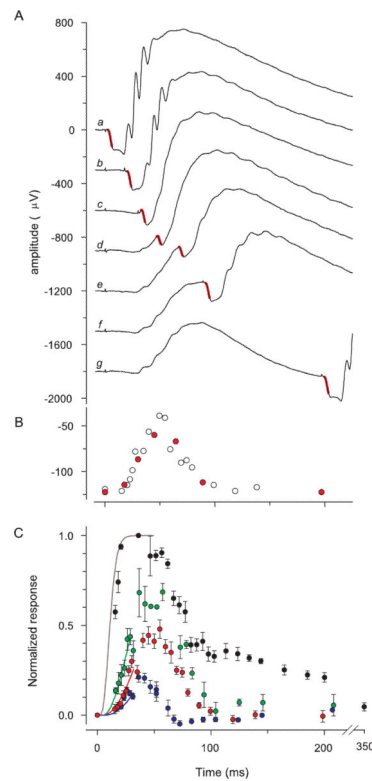 A
800
400
0
-400
-800
-1200
-1600
-2000
amplitude ( μV)
a
b
c
d
e
f
g
B
-50
-100
C
1.0
0.5
0.0
Normalized response
0
100
200
350
Time (ms)